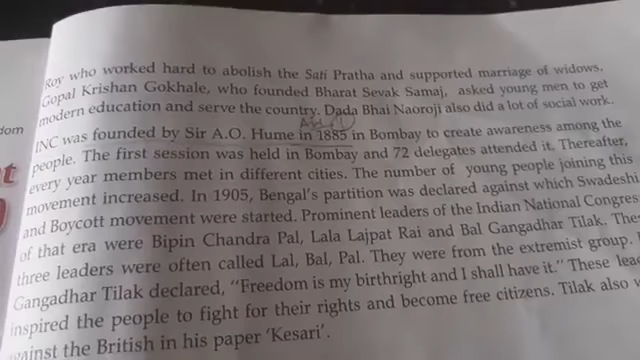 Roy who worked hard to abolish the Sati Pratha and supported marriage of widows.
Gopal Krishan Gokhale, who founded Bharat Sevak Samaj, asked young men to get
modern education and serve the country. Dada Bhai Naoroji also did a lot of social work.
INC was founded by Sir A.O. Hume in 1885 in Bombay to create awareness among the
people. The first session was held in Bombay and 72 delegates attended it. Thereafter,
every year members met in different cities. The number of young people joining this
movement increased. In 1905, Bengal's partition was declared against which Swadeshi
and Boycott movement were started. Prominent leaders of the Indian National Congres
of that era were Bipin Chandra Pal, Lala Lajpat Rai and Bal Gangadhar Tilak. The
three leaders were often called Lal, Bal, Pal. They were from the extremist group.
Gangadhar Tilak declared, "Freedom is my birthright and I shall have it." These lea
inspired the people to fight for their rights and become free citizens. Tilak also w
against the British in his paper 'Kesari'.
dom